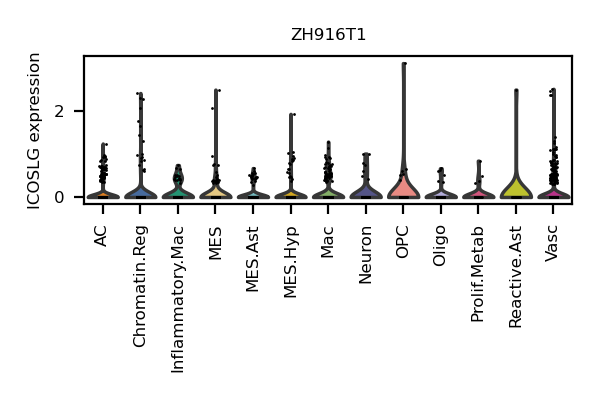 ZH916T1
ICOSLG expression
2
0
AC
Chromatin.Reg
Inflammatory.Mac
MES
MES.Ast
MES.Hyp
Mac
Neuron
OPC
Oligo
Prolif.Metab
Reactive.Ast
Vasc